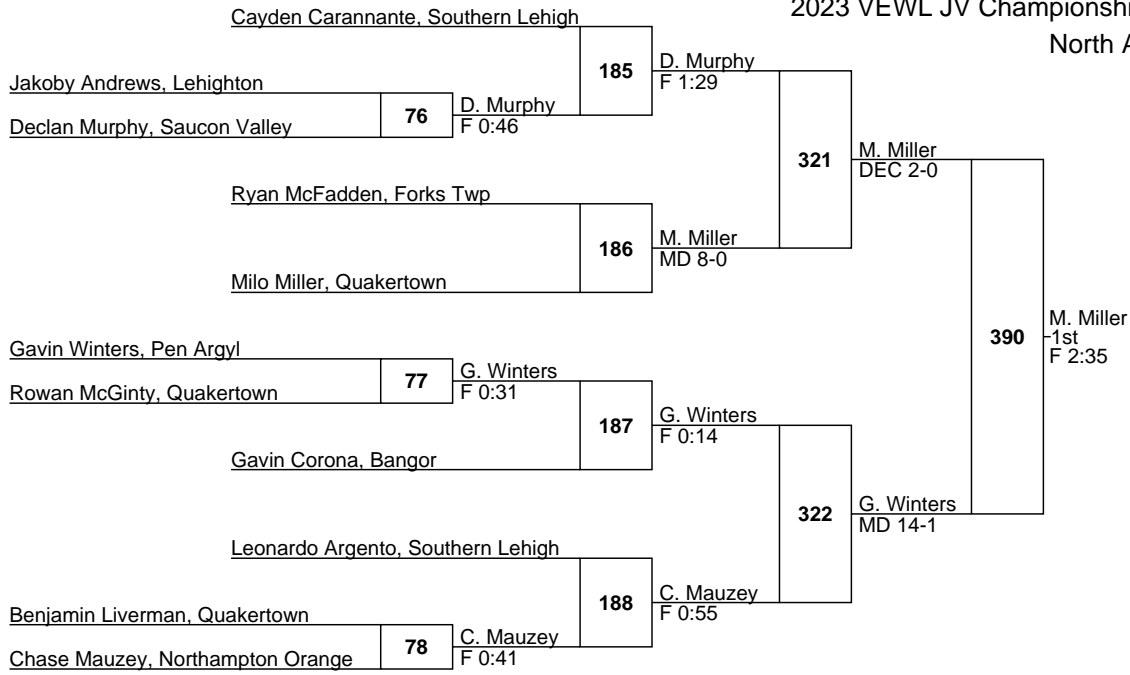 2023 VEWL JV Championsh
North A
Cayden Carannante, Southern Lehigh
185
D. Murphy
F 1:29
Jakoby Andrews, Lehighton
76
D. Murphy
F 0:46
Declan Murphy, Saucon Valley
321
M. Miller
DEC 2-0
Ryan McFadden, Forks Twp
186
M. Miller
MD 8-0
Milo Miller, Quakertown
390
M. Miller
1st
F 2:35
Gavin Winters, Pen Argyl
77
G. Winters
F 0:31
Rowan McGinty, Quakertown
187
G. Winters
F 0:14
Gavin Corona, Bangor
322
G. Winters
MD 14-1
Leonardo Argento, Southern Lehigh
188
C. Mauzey
F 0:55
Benjamin Liverman, Quakertown
78
C. Mauzey
F 0:41
Chase Mauzey, Northampton Orange